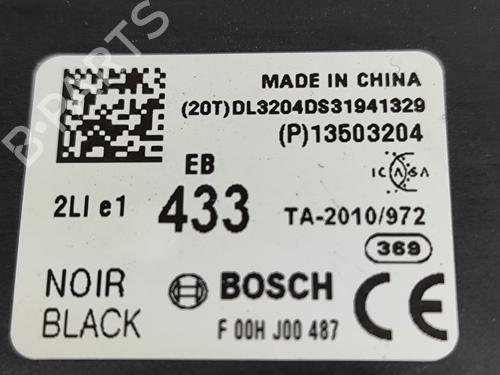 MADE IN CHINA
(20T)DL3204DS31941329
(P)13503204
EB
ICASA
2LI e1
433
TA-2010/972
369
NOIR
BLACK
BOSCH
F 00H J00 487
CE
B-PARTS